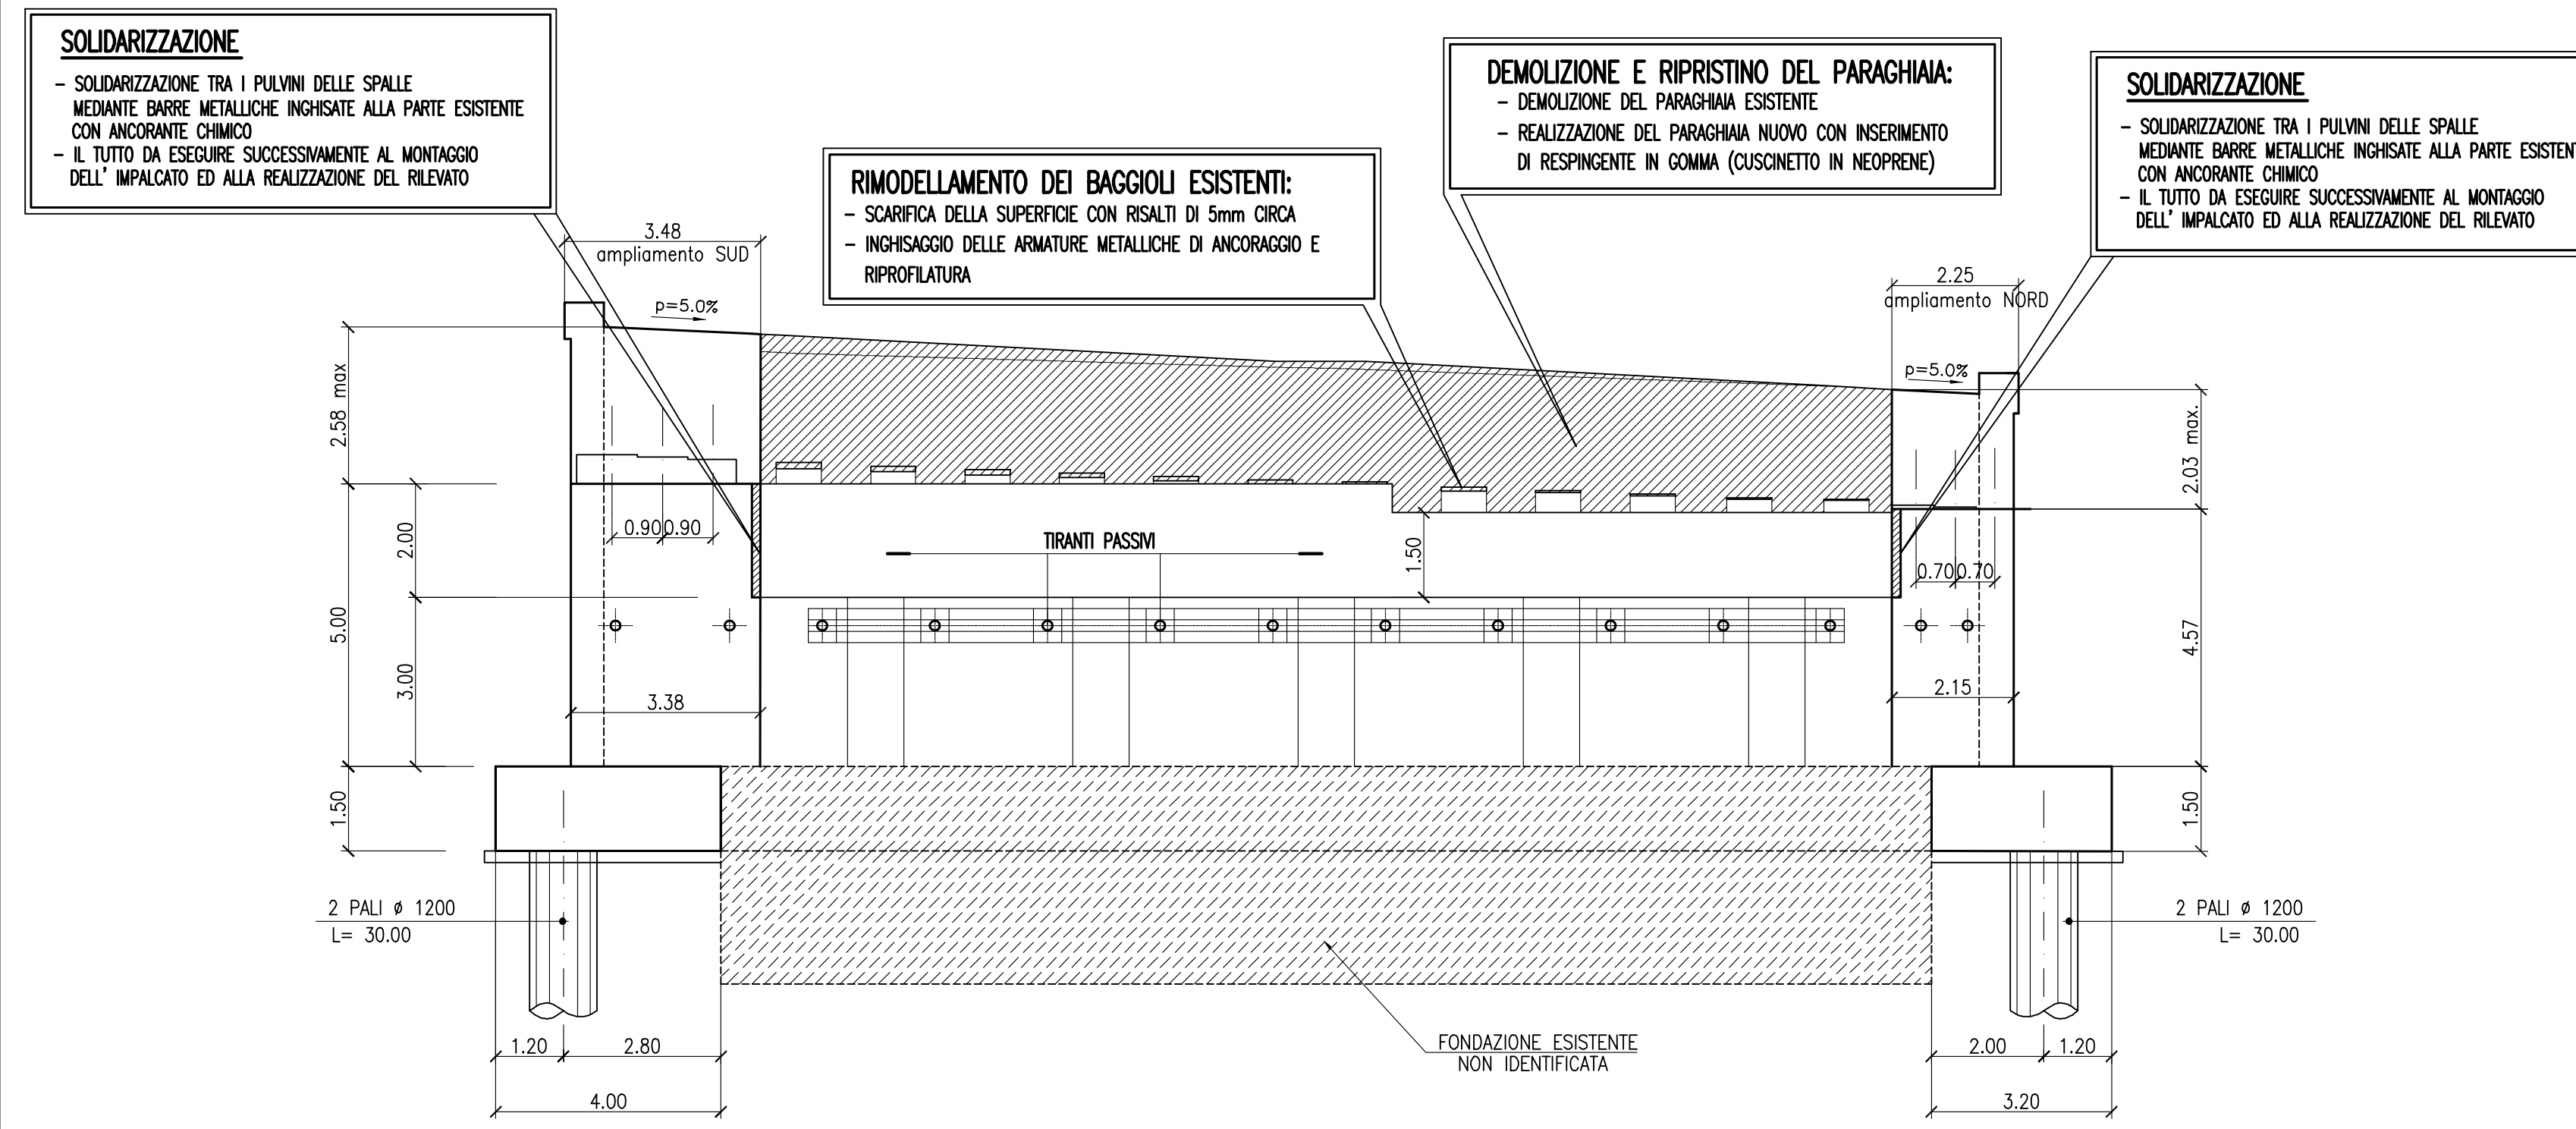 SOLIDARIZZAZIONE
- SOLIDARIZZAZIONE TRA I PULVINI DELLE SPALLE
MEDIANTE BARRE METALLICHE INGHISATE ALLA PARTE ESISTENTE
CON ANCORANTE CHIMICO
- IL TUTTO DA ESEGUIRE SUCCESSIVAMENTE AL MONTAGGIO
DELL' IMPALCATO ED ALLA REALIZZAZIONE DEL RILEVATO
RIMODELLAMENTO DEI BAGGIOLI ESISTENTI:
- SCARIFICA DELLA SUPERFICIE CON RISALTI DI 5mm CIRCA
- INGHISAGGIO DELLE ARMATURE METALLICHE DI ANCORAGGIO E
RIPROFILATURA
DEMOLIZIONE E RIPRISTINO DEL PARAGHIAIA:
- DEMOLIZIONE DEL PARAGHIAIA ESISTENTE
- REALIZZAZIONE DEL PARAGHIAIA NUOVO CON INSERIMENTO
DI RESPINGENTE IN GOMMA (CUSCINETTO IN NEOPRENE)
SOLIDARIZZAZIONE
- SOLIDARIZZAZIONE TRA I PULVINI DELLE SPALLE
MEDIANTE BARRE METALLICHE INGHISATE ALLA PARTE ESISTENT
CON ANCORANTE CHIMICO
- IL TUTTO DA ESEGUIRE SUCCESSIVAMENTE AL MONTAGGIO
DELL' IMPALCATO ED ALLA REALIZZAZIONE DEL RILEVATO
3.48
ampliamento SUD
p=5.0%
2.25
ampliamento NORD
p=5.0%
2.58 max
2.03 max.
5.00
2.00
3.00
0.90 0.90
TIRANTI PASSIVI
1.50
0.70 0.70
4.57
3.38
2.15
1.50
1.50
2 PALI ø 1200
L= 30.00
2 PALI ø 1200
L= 30.00
FONDAZIONE ESISTENTE
NON IDENTIFICATA
1.20
2.80
4.00
2.00
1.20
3.20